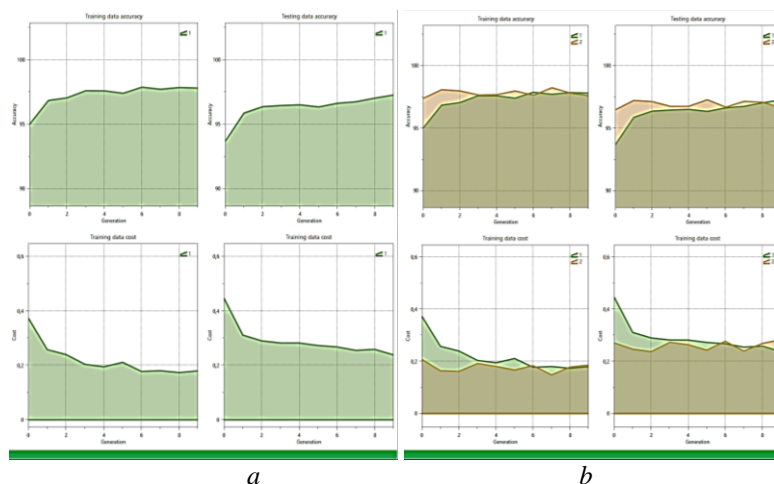 Training data accuracy
1
Accuracy
100
95
90
0 2 4 6 8
Generation
Testing data accuracy
1
100
95
90
0 2 4 6 8
Generation
Training data cost
1
Cost
0,6
0,4
0,2
0
0 2 4 6 8
Generation
Training data cost
1
Cost
0,6
0,4
0,2
0
0 2 4 6 8
Generation
a
Training data accuracy
1
2
Accuracy
100
95
90
0 2 4 6 8
Generation
Testing data accuracy
1
2
Accuracy
100
95
90
0 2 4 6 8
Generation
Training data cost
1
2
Cost
0,6
0,4
0,2
0
0 2 4 6 8
Generation
Training data cost
1
2
Cost
0,6
0,4
0,2
0
0 2 4 6 8
Generation
b